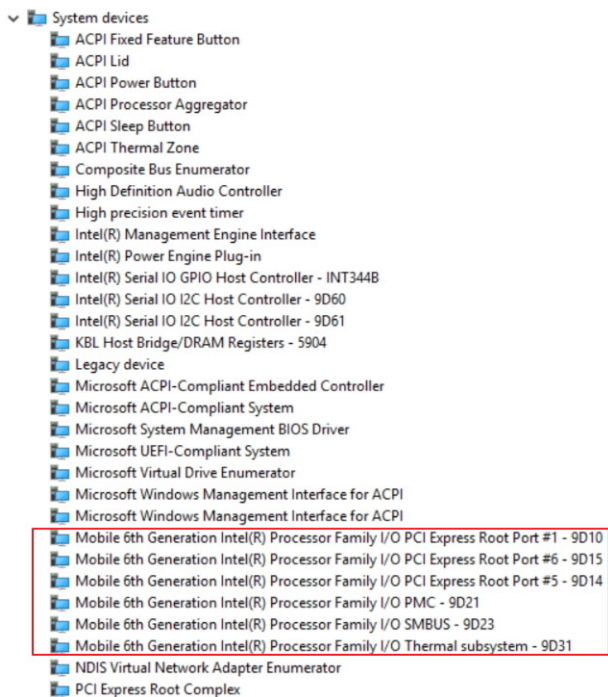 System devices
ACPI Fixed Feature Button
ACPI Lid
ACPI Power Button
ACPI Processor Aggregator
ACPI Sleep Button
ACPI Thermal Zone
Composite Bus Enumerator
High Definition Audio Controller
High precision event timer
Intel(R) Management Engine Interface
Intel(R) Power Engine Plug-in
Intel(R) Serial IO GPIO Host Controller - INT344B
Intel(R) Serial IO I2C Host Controller - 9D60
Intel(R) Serial IO I2C Host Controller - 9D61
KBL Host Bridge/DRAM Registers - 5904
Legacy device
Microsoft ACPI-Compliant Embedded Controller
Microsoft ACPI-Compliant System
Microsoft System Management BIOS Driver
Microsoft UEFI-Compliant System
Microsoft Virtual Drive Enumerator
Microsoft Windows Management Interface for ACPI
Microsoft Windows Management Interface for ACPI
Mobile 6th Generation Intel(R) Processor Family I/O PCI Express Root Port #1 - 9D10
Mobile 6th Generation Intel(R) Processor Family I/O PCI Express Root Port #6 - 9D15
Mobile 6th Generation Intel(R) Processor Family I/O PCI Express Root Port #5 - 9D14
Mobile 6th Generation Intel(R) Processor Family I/O PMC - 9D21
Mobile 6th Generation Intel(R) Processor Family I/O SMBUS - 9D23
Mobile 6th Generation Intel(R) Processor Family I/O Thermal subsystem - 9D31
NDIS Virtual Network Adapter Enumerator
PCI Express Root Complex